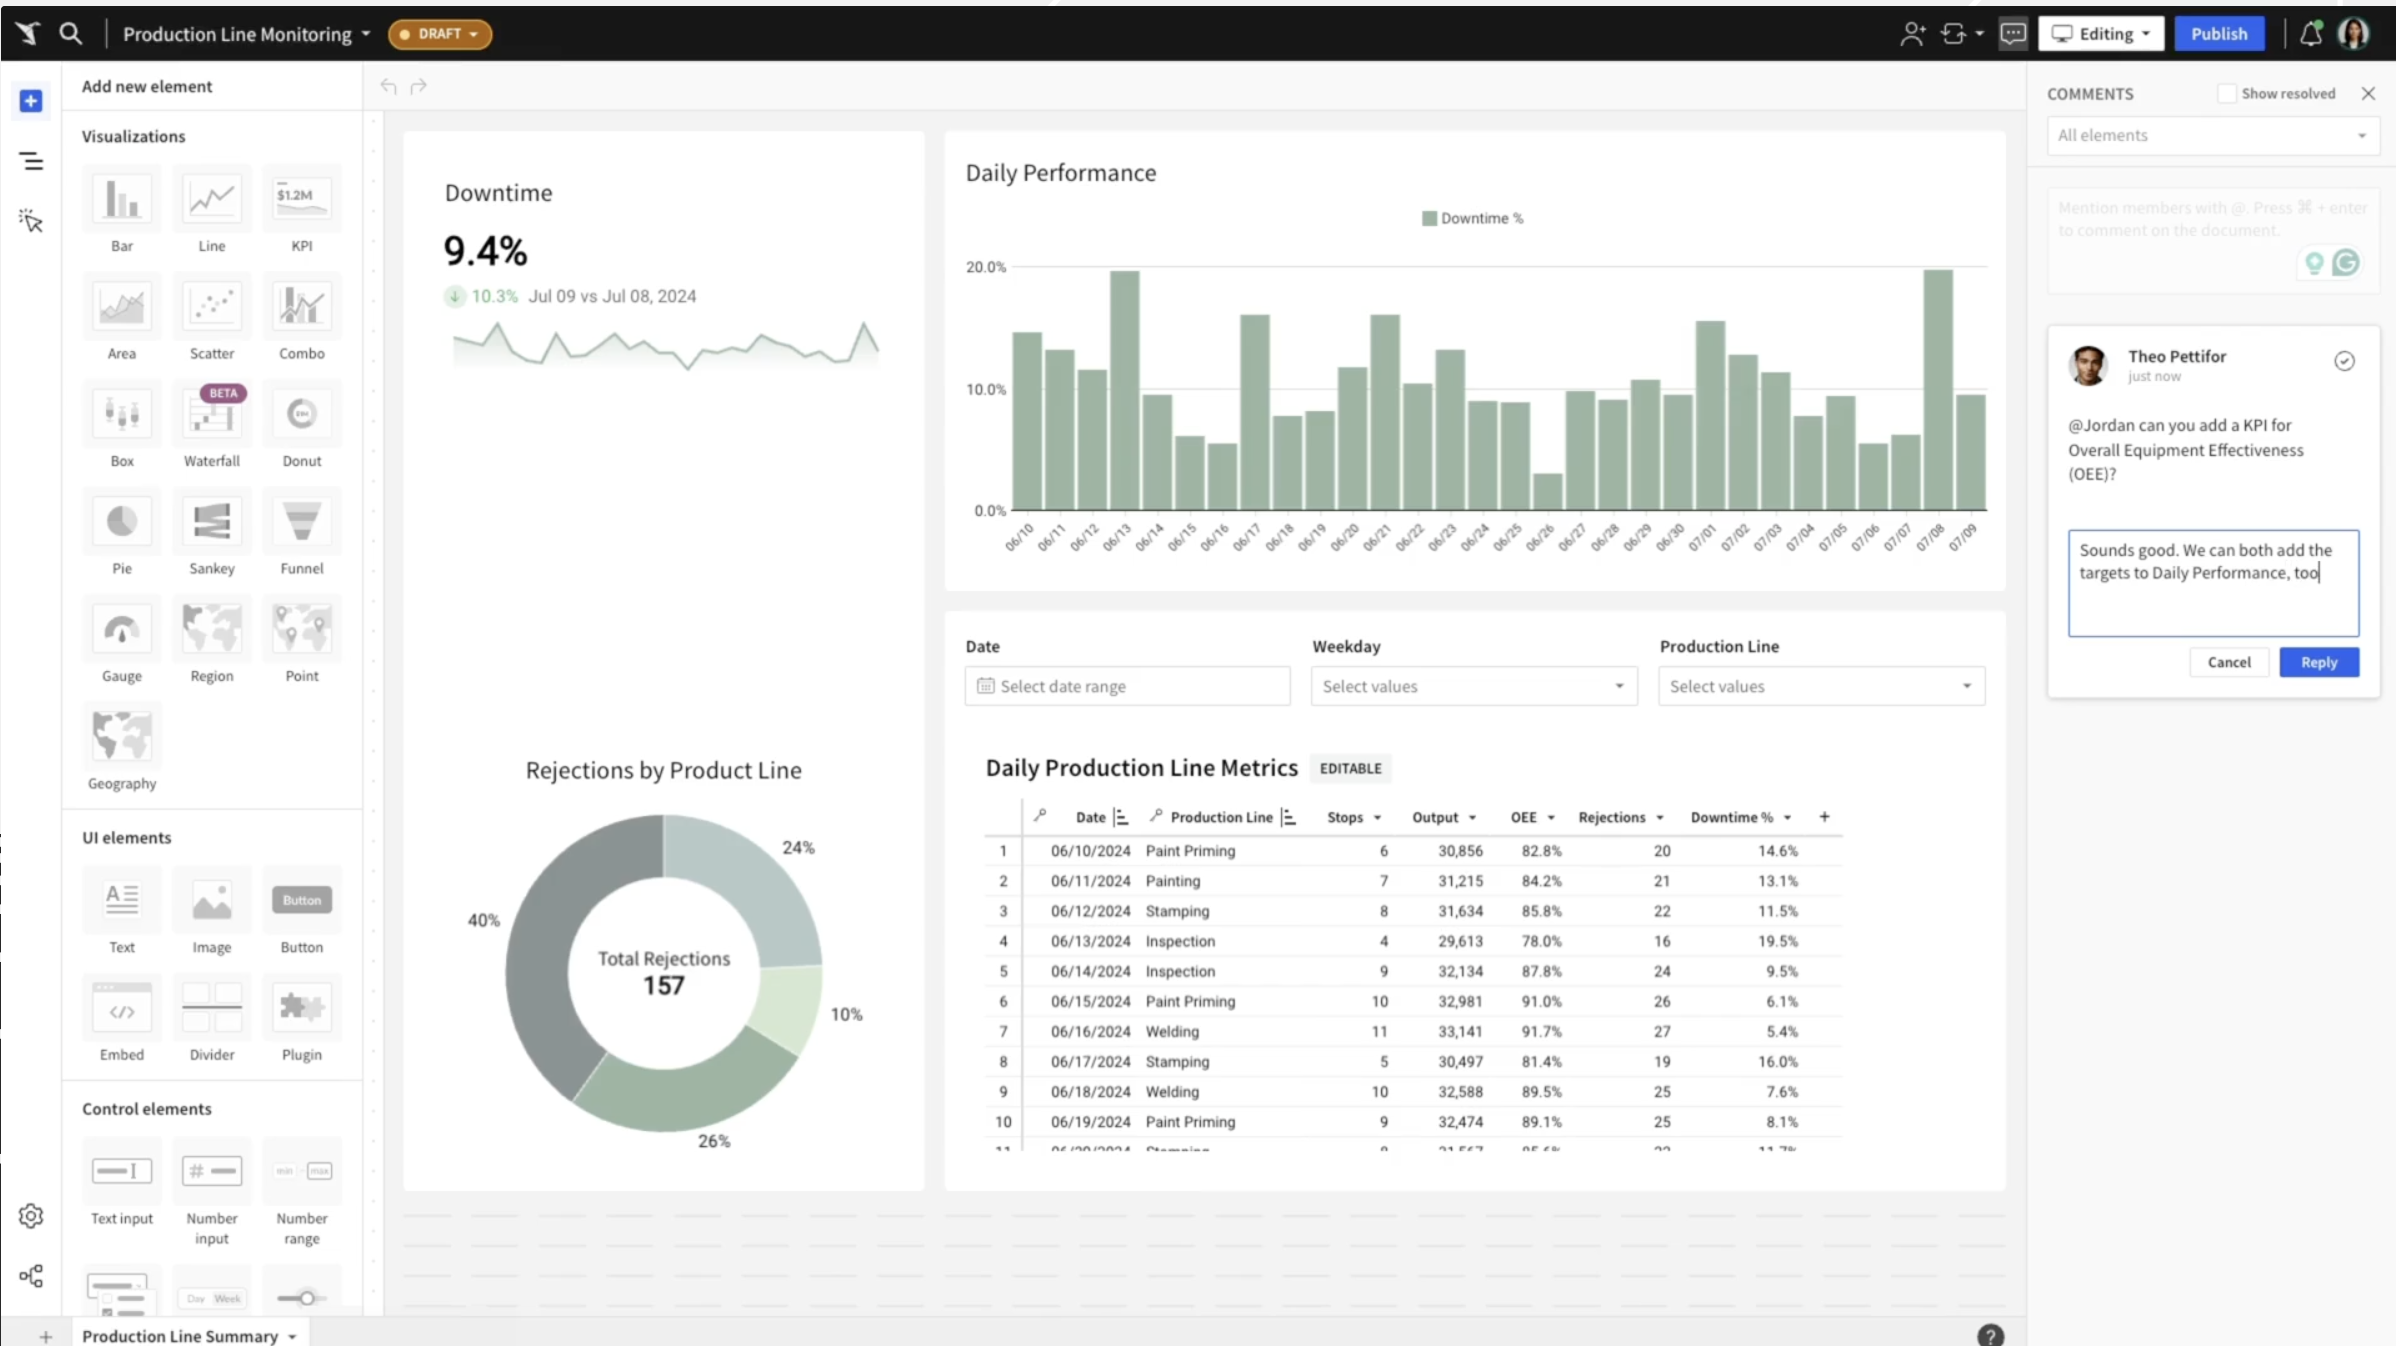 Production Line Monitoring
DRAFT
Editing
Publish
Add new element
Visualizations
Bar
Line
$1.2M
KPI
Area
Scatter
Combo
Box
BETA
Waterfall
Donut
Pie
Sankey
Funnel
Gauge
Region
Point
Geography
UI elements
Text
Image
Button
Button
Embed
Divider
Plugin
Control elements
Text input
Number
input
min
max
Number
range
Day Week
Downtime
9.4%
10.3% Jul 09 vs Jul 08, 2024
Rejections by Product Line
24%
40%
Total Rejections
157
10%
26%
Daily Performance
Downtime %
20.0%
10.0%
0.0%
06/10 06/11 06/12 06/13 06/14 06/15 06/16 06/17 06/18 06/19 06/20 06/21 06/22 06/23 06/24 06/25 06/26 06/27 06/28 06/29 06/30 07/01 07/02 07/03 07/04 07/05 07/06 07/07 07/08 07/09
Date Weekday Production Line
Select date range Select values Select values
Daily Production Line Metrics EDITABLE
Date Production Line Stops Output OEE Rejections Downtime % +
1 06/10/2024 Paint Priming 6 30,856 82.8% 20 14.6%
2 06/11/2024 Painting 7 31,215 84.2% 21 13.1%
3 06/12/2024 Stamping 8 31,634 85.8% 22 11.5%
4 06/13/2024 Inspection 4 29,613 78.0% 16 19.5%
5 06/14/2024 Inspection 9 32,134 87.8% 24 9.5%
6 06/15/2024 Paint Priming 10 32,981 91.0% 26 6.1%
7 06/16/2024 Welding 11 33,141 91.7% 27 5.4%
8 06/17/2024 Stamping 5 30,497 81.4% 19 16.0%
9 06/18/2024 Welding 10 32,588 89.5% 25 7.6%
10 06/19/2024 Paint Priming 9 32,474 89.1% 25 8.1%
COMMENTS
Show resolved
All elements
Mention members with @. Press ⌘ + enter
to comment on the document.
Theo Pettifor
just now
@Jordan can you add a KPI for
Overall Equipment Effectiveness
(OEE)?
Sounds good. We can both add the
targets to Daily Performance, too
Cancel
Reply
+ Production Line Summary
?